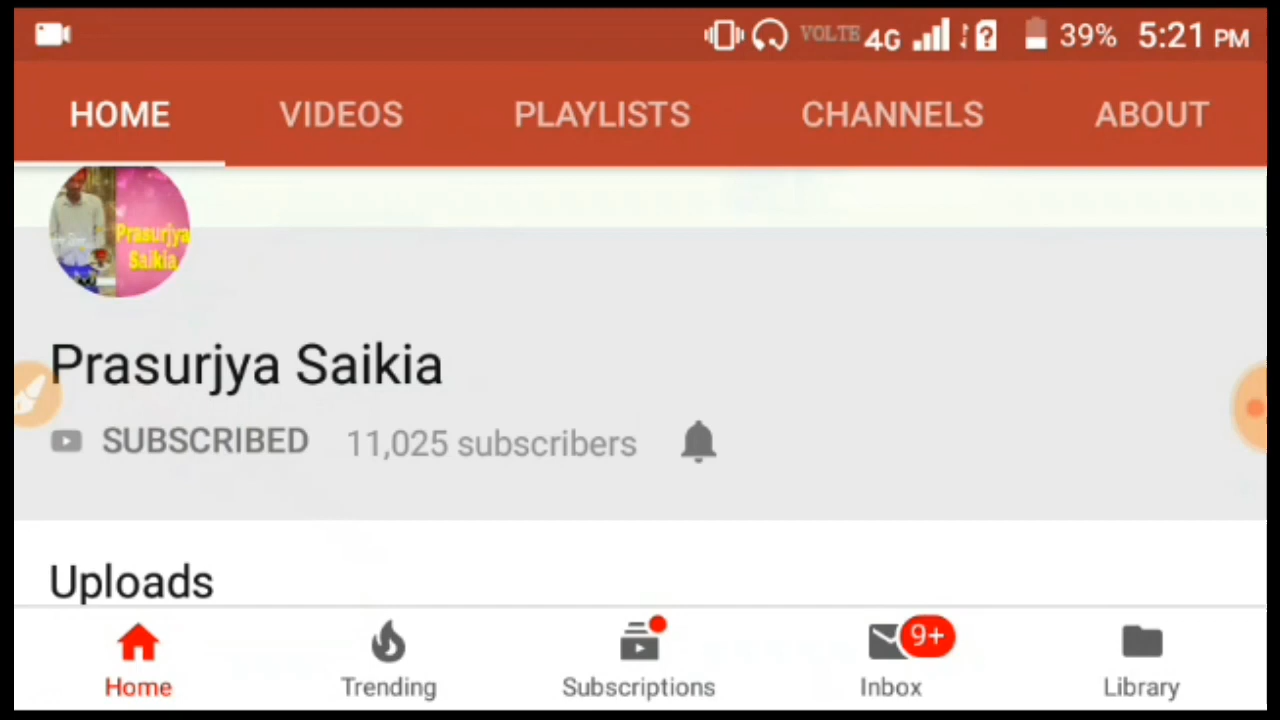 VOLTE 4G 39% 5:21 PM
HOME VIDEOS PLAYLISTS CHANNELS ABOUT
Prasurjya
Saikia
Prasurjya Saikia
SUBSCRIBED 11,025 subscribers
Uploads
9+
Home Trending Subscriptions Inbox Library